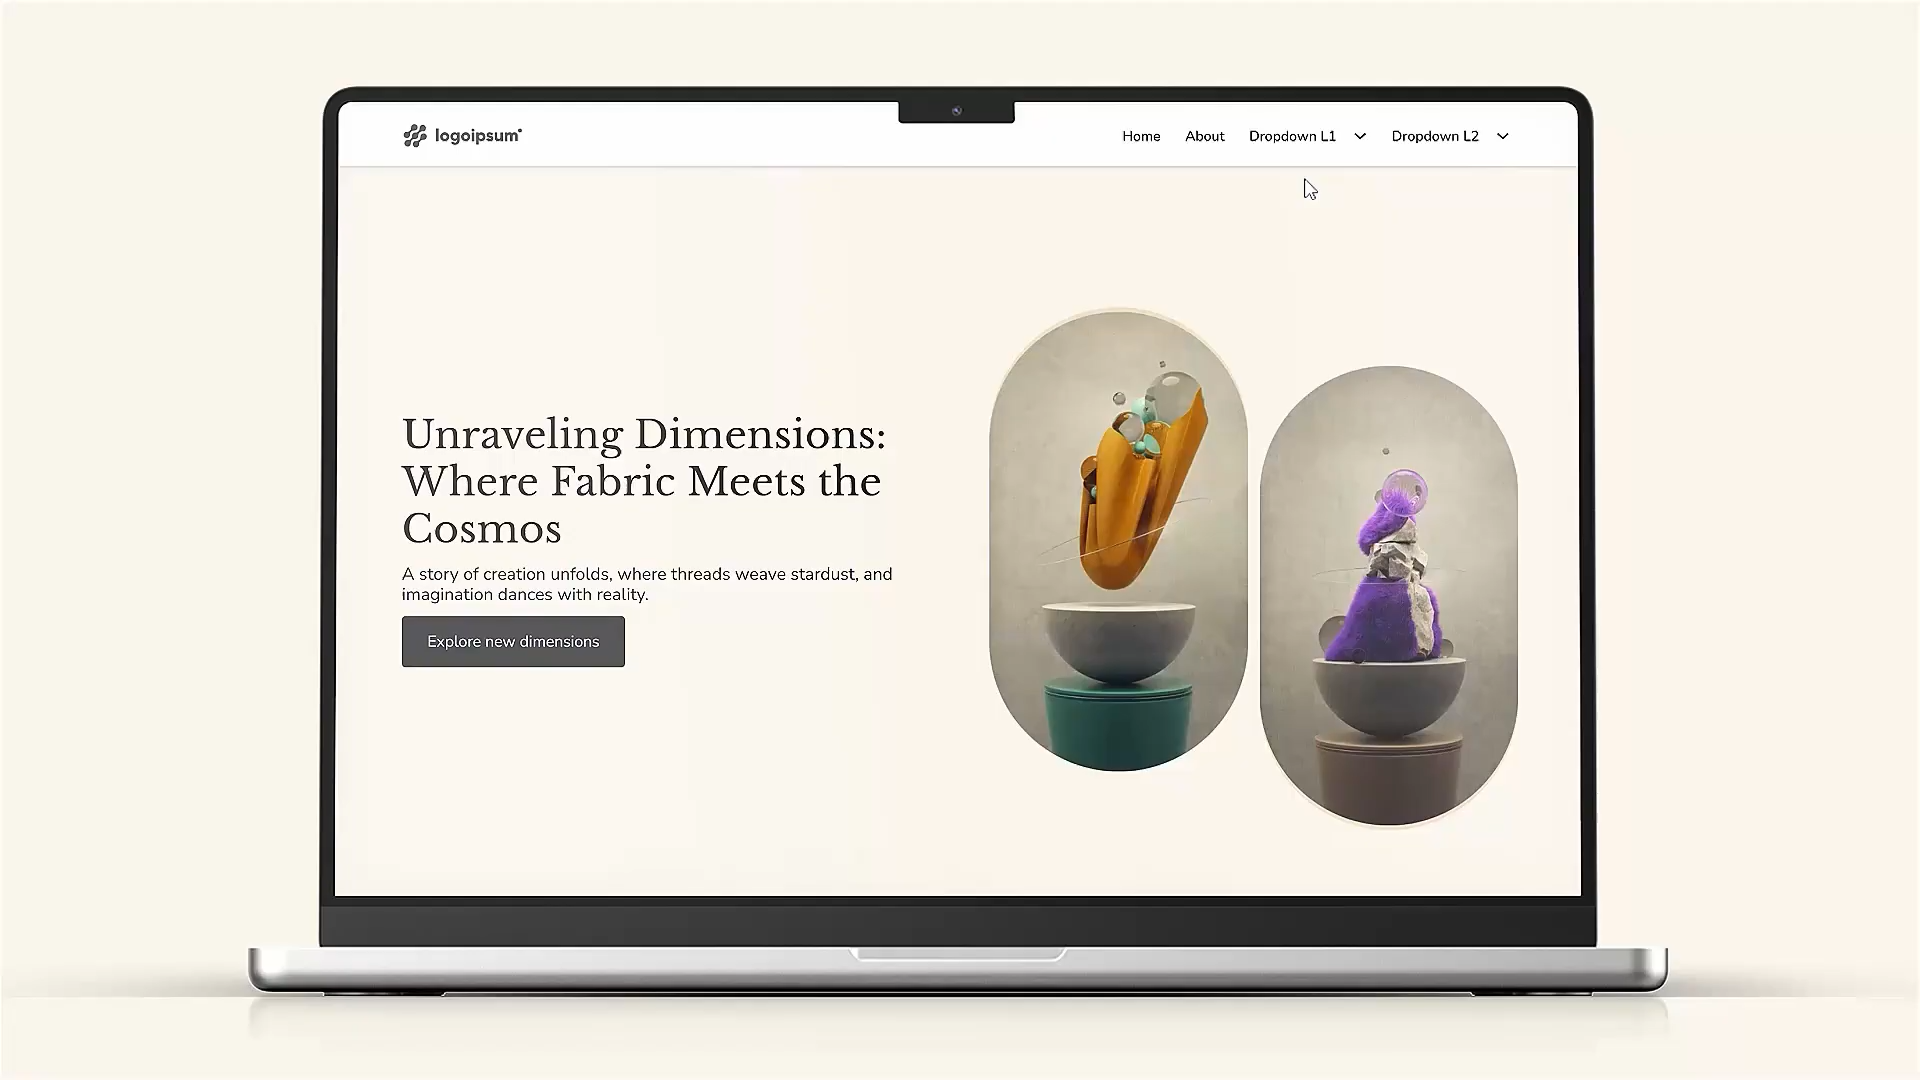 logoipsum
Home About Dropdown L1 Dropdown L2
Unraveling Dimensions:
Where Fabric Meets the
Cosmos
A story of creation unfolds, where threads weave stardust, and
imagination dances with reality.
Explore new dimensions